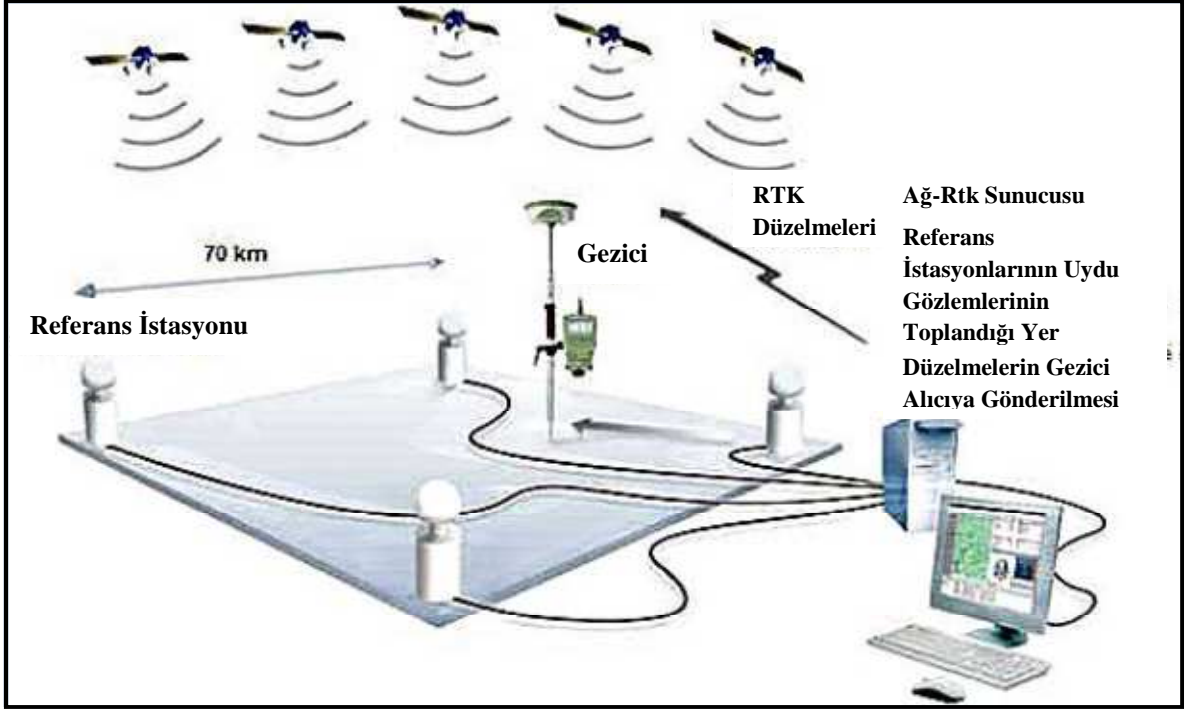 70 km
Referans İstasyonu
Gezici
RTK
Düzelmeleri
Ağ-Rtk Sunucusu
Referans
İstasyonlarının Uydu
Gözlemlerinin
Toplandığı Yer
Düzelmelerin Gezici
Alıcıya Gönderilmesi